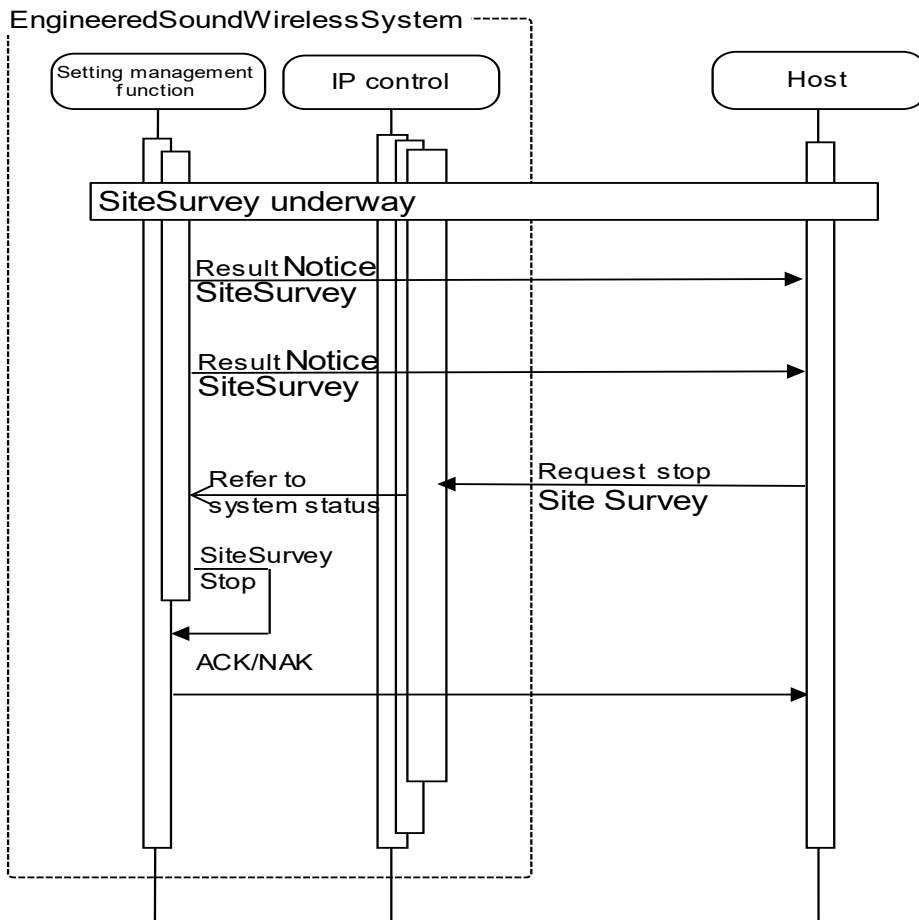 EngineeredSoundWirelessSystem
Setting management
function
IP control
Host
SiteSurvey underway
Result Notice
SiteSurvey
Result Notice
SiteSurvey
Refer to
system status
Request stop
Site Survey
SiteSurvey
Stop
ACK/NAK